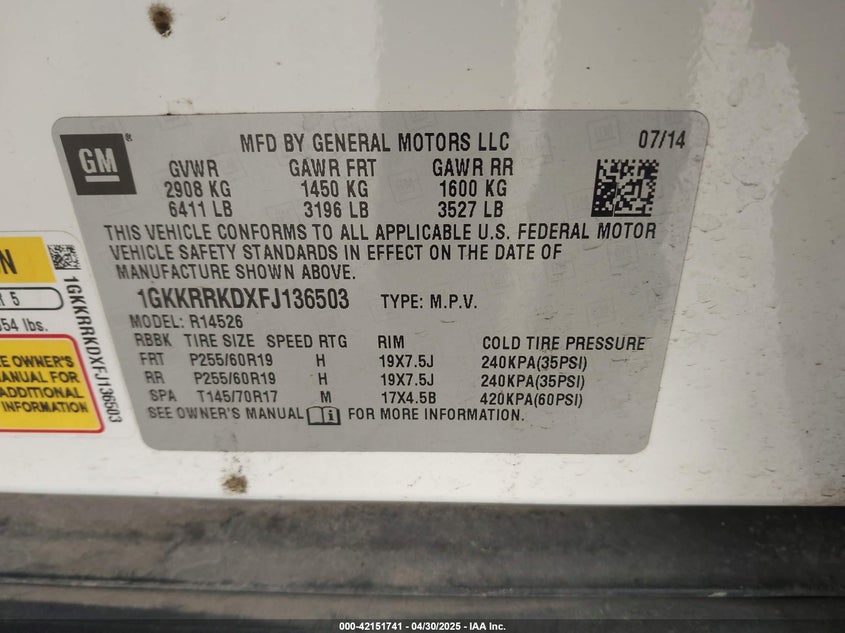 GM
MFD BY GENERAL MOTORS LLC 07/14
GVWR GAWR FRT GAWR RR
2908 KG 1450 KG 1600 KG
6411 LB 3196 LB 3527 LB
THIS VEHICLE CONFORMS TO ALL APPLICABLE U.S. FEDERAL MOTOR
VEHICLE SAFETY STANDARDS IN EFFECT ON THE DATE OF
MANUFACTURE SHOWN ABOVE.
1GKKRRKDXFJ136503 TYPE: M.P.V.
MODEL: R14526
RBBK TIRE SIZE SPEED RTG RIM COLD TIRE PRESSURE
FRT P255/60R19 H 19X7.5J 240KPA(35PSI)
RR P255/60R19 H 19X7.5J 240KPA(35PSI)
SPA T145/70R17 M 17X4.5B 420KPA(60PSI)
SEE OWNER'S MANUAL FOR MORE INFORMATION.
N
5
54 lbs.
OWNER'S
MANUAL FOR
ADDITIONAL
INFORMATION
1GKKRRKDXFJ136503
000-42151741 - 04/30/2025 - IAA Inc.